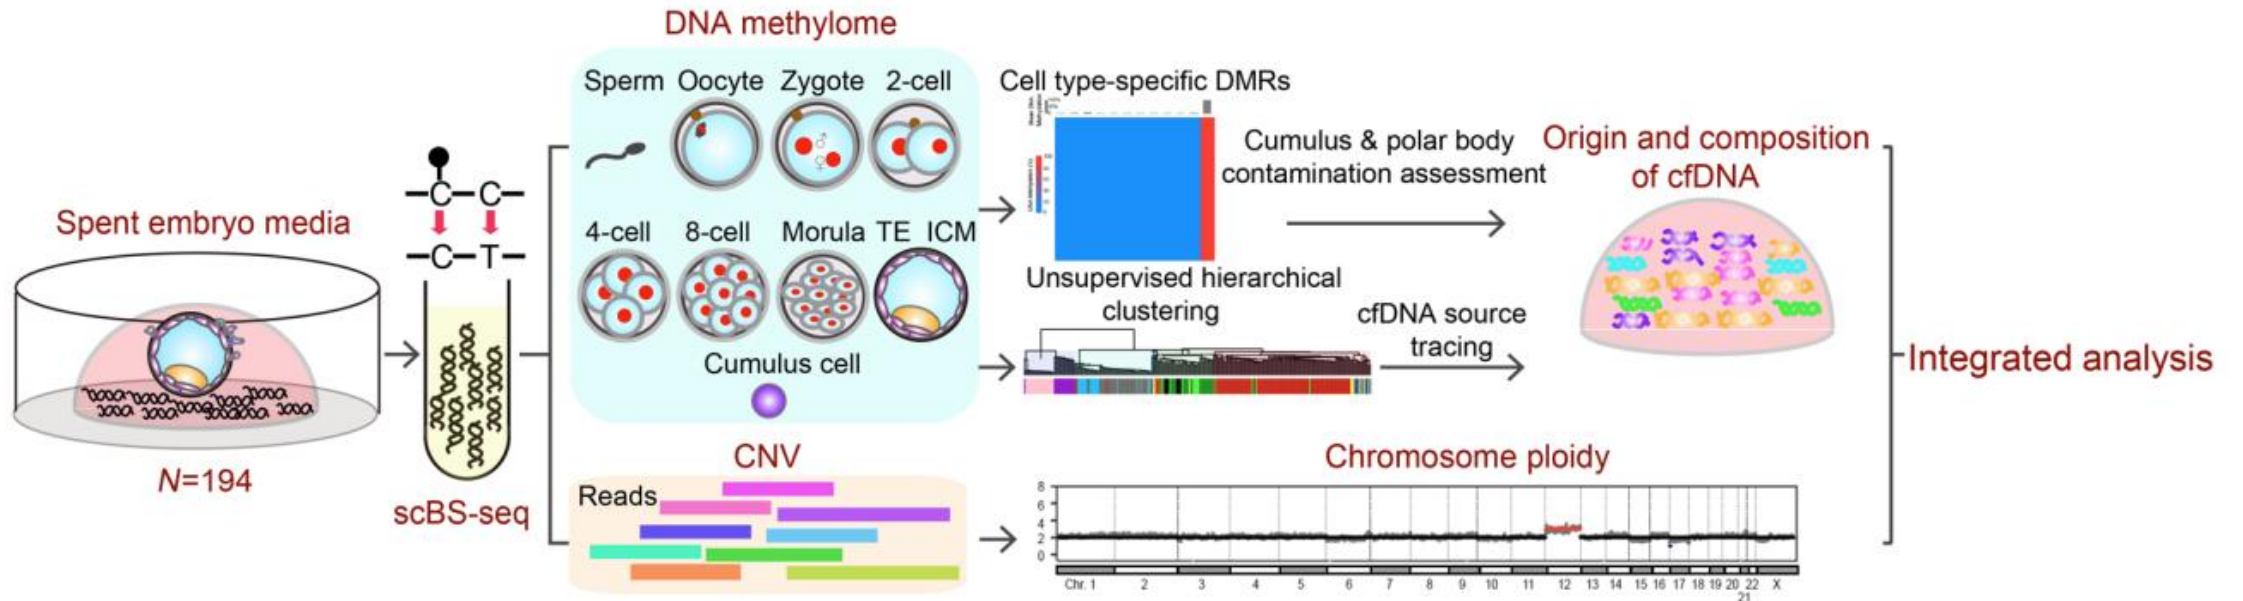 DNA methylome
Sperm Oocyte Zygote 2-cell
4-cell 8-cell Morula TE ICM
Cumulus cell
Spent embryo media
N=194
C C
C T
scBS-seq
Cell type-specific DMRs
Cumulus & polar body
contamination assessment
Unsupervised hierarchical
clustering
cfDNA source
tracing
Origin and composition
of cfDNA
Integrated analysis
CNV
Reads
Chromosome ploidy
8
6
4
2
0
Chr. 1 2 3 4 5 6 7 8 9 10 11 12 13 14 15 16 17 18 19 20 22 X
21